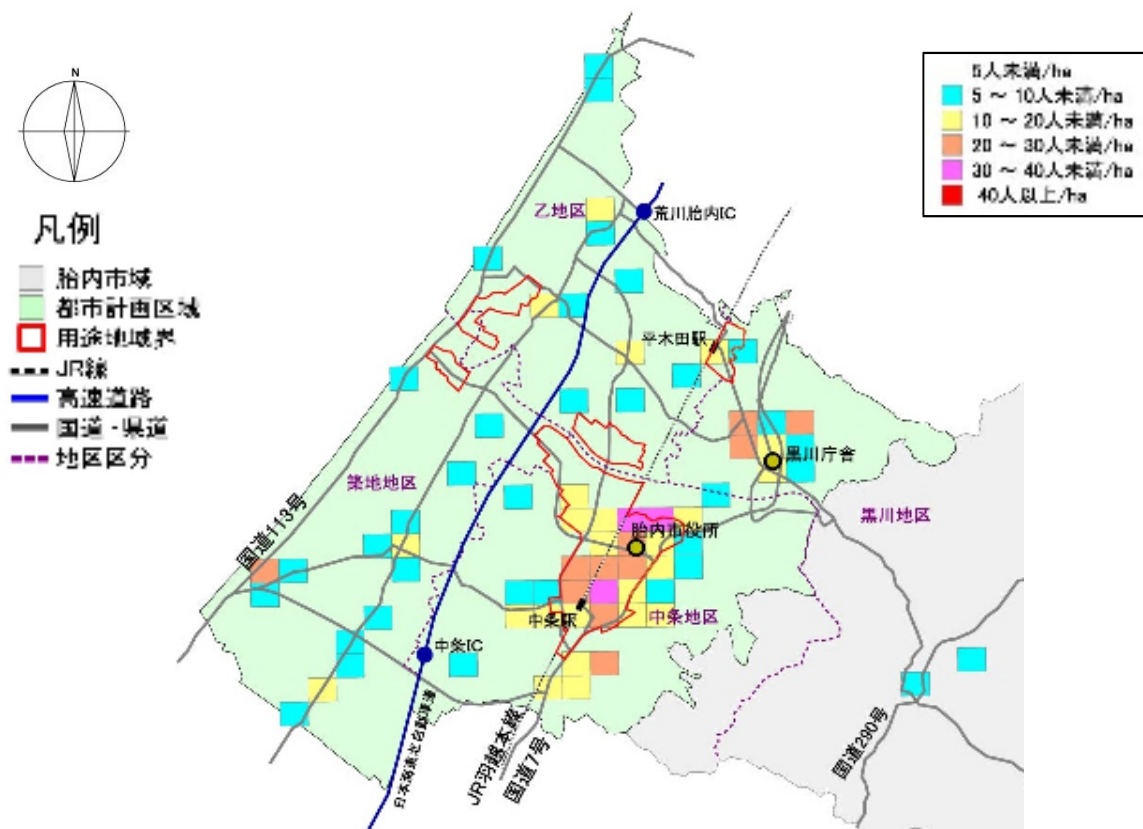 N
凡例
胎内市域
都市計画区域
用途地域界
JR線
高速道路
国道・県道
地区区分
5人未満/ha
5 ～ 10人未満/ha
10 ～ 20人未満/ha
20 ～ 30人未満/ha
30 ～ 40人未満/ha
40人以上/ha
乙地区
荒川胎内IC
平木田駅
黒川庁舎
築地地区
黒川地区
国道113号
胎内市役所
中条駅
中条地区
中条IC
日本海東北自動車道
JR羽越本線
国道7号
国道290号